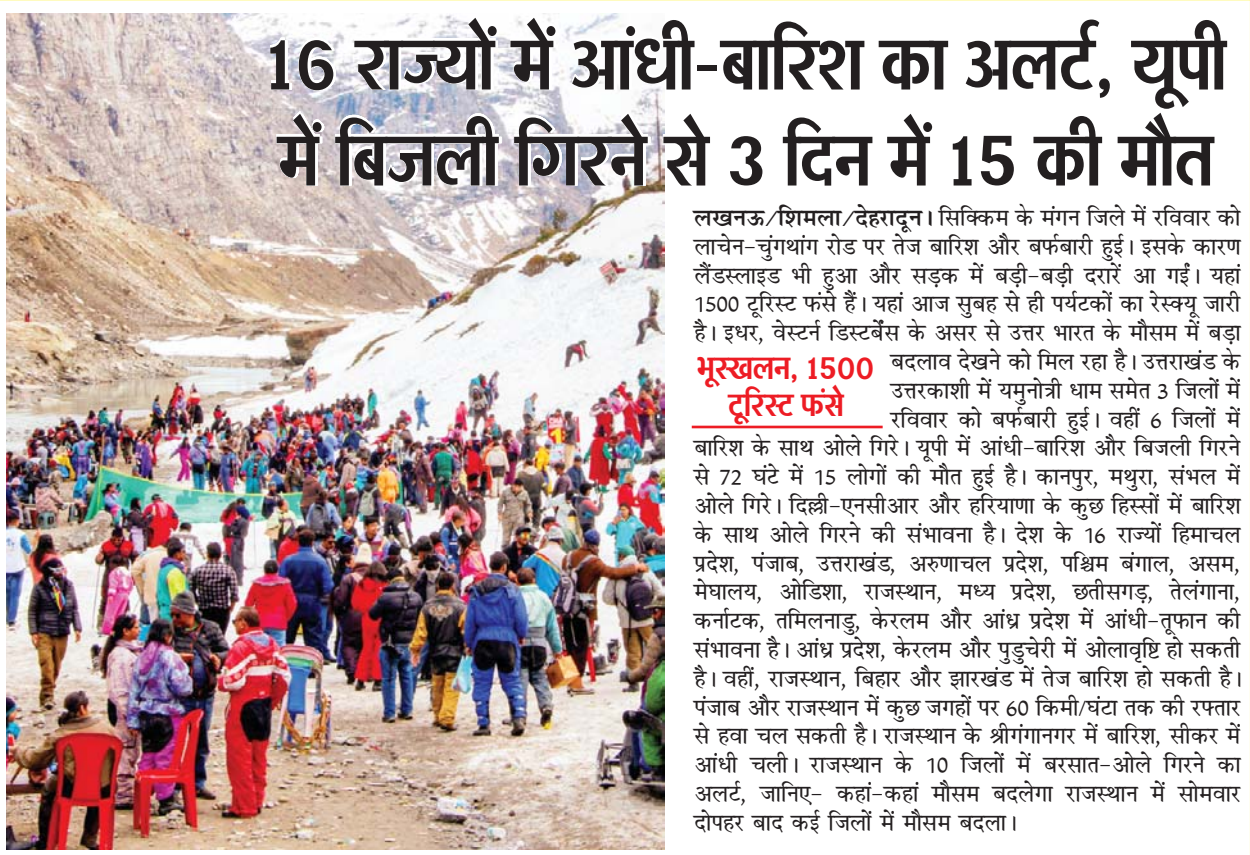 16 राज्यों में आंधी-बारिश का अलर्ट, यूपी
में बिजली गिरने से 3 दिन में 15 की मौत
लखनऊ/शिमला/देहरादून। सिक्किम के मंगन जिले में रविवार को
लाचेन-चुंगथांग रोड पर तेज बारिश और बर्फबारी हुई। इसके कारण
लैंडस्लाइड भी हुआ और सड़क में बड़ी-बड़ी दरारें आ गईं। यहां
1500 टूरिस्ट फंसे हैं। यहां आज सुबह से ही पर्यटकों का रेस्क्यू जारी
है। इधर, वेस्टर्न डिस्टर्बेंस के असर से उत्तर भारत के मौसम में बड़ा
भूस्खलन, 1500
टूरिस्ट फंसे
बदलाव देखने को मिल रहा है। उत्तराखंड के
उत्तरकाशी में यमुनोत्री धाम समेत 3 जिलों में
रविवार को बर्फबारी हुई। वहीं 6 जिलों में
बारिश के साथ ओले गिरे। यूपी में आंधी-बारिश और बिजली गिरने
से 72 घंटे में 15 लोगों की मौत हुई है। कानपुर, मथुरा, संभल में
ओले गिरे। दिल्ली-एनसीआर और हरियाणा के कुछ हिस्सों में बारिश
के साथ ओले गिरने की संभावना है। देश के 16 राज्यों हिमाचल
प्रदेश, पंजाब, उत्तराखंड, अरुणाचल प्रदेश, पश्चिम बंगाल, असम,
मेघालय, ओडिशा, राजस्थान, मध्य प्रदेश, छतीसगड़, तेलंगाना,
कर्नाटक, तमिलनाडु, केरलम और आंध्र प्रदेश में आंधी-तूफान की
संभावना है। आंध्र प्रदेश, केरलम और पुडुचेरी में ओलावृष्टि हो सकती
है। वहीं, राजस्थान, बिहार और झारखंड में तेज बारिश हो सकती है।
पंजाब और राजस्थान में कुछ जगहों पर 60 किमी/घंटा तक की रफ्तार
से हवा चल सकती है। राजस्थान के श्रीगंगानगर में बारिश, सीकर में
आंधी चली। राजस्थान के 10 जिलों में बरसात-ओले गिरने का
अलर्ट, जानिए- कहां-कहां मौसम बदलेगा राजस्थान में सोमवार
दोपहर बाद कई जिलों में मौसम बदला।